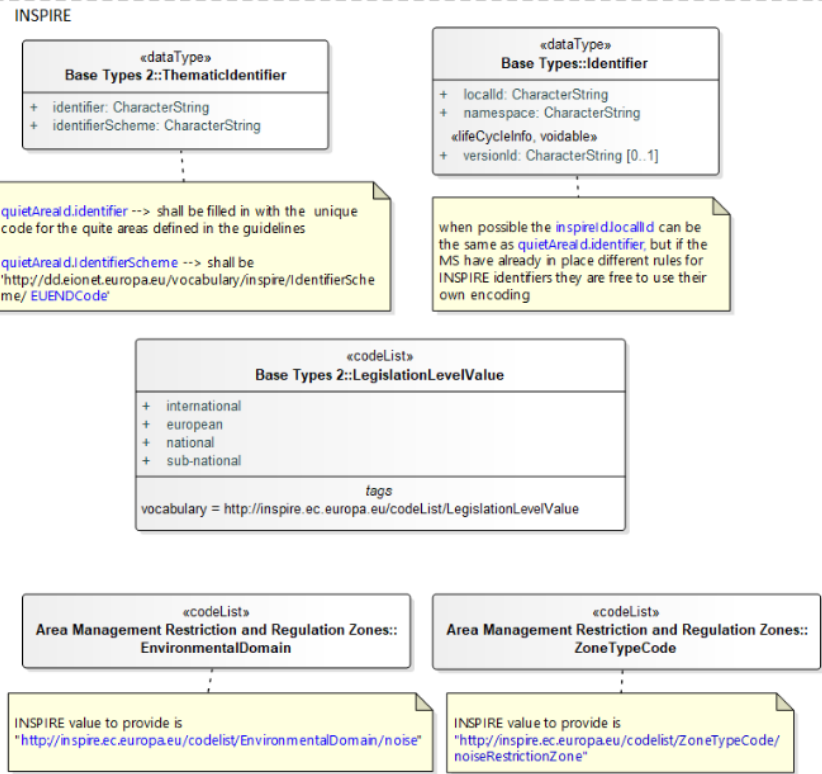 INSPIRE
«dataType»
Base Types 2::ThematicIdentifier
+ identifier: CharacterString
+ identifierScheme: CharacterString
«dataType»
Base Types::Identifier
+ localId: CharacterString
+ namespace: CharacterString
«lifeCycleInfo, voidable»
+ versionId: CharacterString [0..1]
quietAreaId.identifier --> shall be filled in with the unique
code for the quite areas defined in the guidelines
quietAreaId.IdentifierScheme --> shall be
'http://dd.eionet.europa.eu/vocabulary/inspire/IdentifierSche
me/ EUENDCode'
when possible the inspireId.localId can be
the same as quietAreaId.identifier, but if the
MS have already in place different rules for
INSPIRE identifiers they are free to use their
own encoding
«codeList»
Base Types 2::LegislationLevelValue
+ international
+ european
+ national
+ sub-national
tags
vocabulary = http://inspire.ec.europa.eu/codeList/LegislationLevelValue
«codeList»
Area Management Restriction and Regulation Zones::
EnvironmentalDomain
«codeList»
Area Management Restriction and Regulation Zones::
ZoneTypeCode
INSPIRE value to provide is
"http://inspire.ec.europa.eu/codelist/EnvironmentalDomain/noise"
INSPIRE value to provide is
"http://inspire.ec.europa.eu/codelist/ZoneTypeCode/
noiseRestrictionZone"